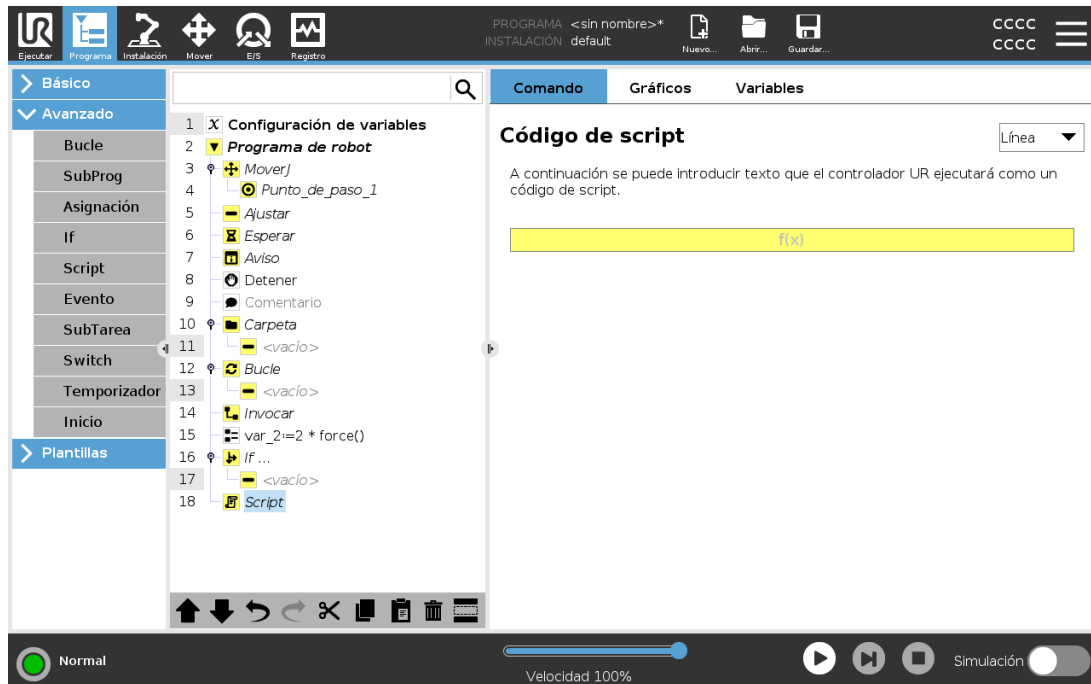 PROGRAMA <sin nombre>*
INSTALACIÓN default
CCCC
CCCC
Ejecutar Programa Instalación Mover E/S Registro Nuevo... Abrir... Guardar...
Básico
Avanzado
Bucle
SubProg
Asignación
If
Script
Evento
SubTarea
Switch
Temporizador
Inicio
Plantillas
1 X Configuración de variables
2 Programa de robot
3 MoverJ
4 Punto_de_paso_1
5 Ajustar
6 Esperar
7 Aviso
8 Detener
9 Comentario
10 Carpeta
11 <vacío>
12 Bucle
13 <vacío>
14 Invocar
15 var_2:=2 * force()
16 If ...
17 <vacío>
18 Script
Comando Gráficos Variables
Código de script
Línea
A continuación se puede introducir texto que el controlador UR ejecutará como un
código de script.
f(x)
Normal
Velocidad 100%
Simulación